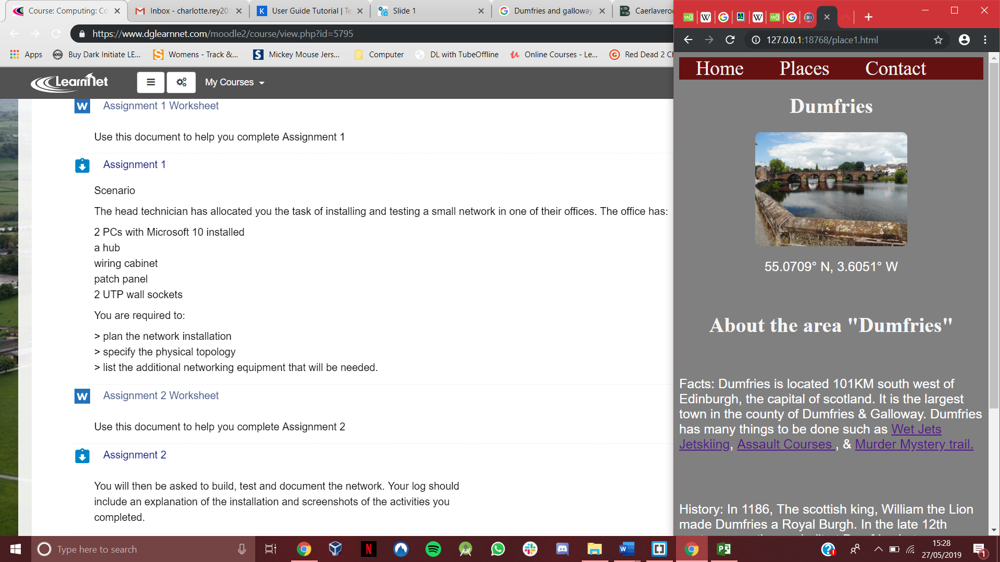 Course: Computing: Co
Inbox - charlotte.rey20
User Guide Tutorial | Te
Slide 1
Dumfries and galloway
Caerlaveroc
https://www.dglearnnet.com/moodle2/course/view.php?id=5795
Apps
Buy Dark Initiate LE...
Womens - Track &...
Mickey Mouse Jers...
Computer
DL with TubeOffline
Online Courses - Le...
Red Dead 2 Ch
LearnNet
My Courses
Assignment 1 Worksheet
Use this document to help you complete Assignment 1
Assignment 1
Scenario
The head technician has allocated you the task of installing and testing a small network in one of their offices. The office has:
2 PCs with Microsoft 10 installed
a hub
wiring cabinet
patch panel
2 UTP wall sockets
You are required to:
> plan the network installation
> specify the physical topology
> list the additional networking equipment that will be needed.
Assignment 2 Worksheet
Use this document to help you complete Assignment 2
Assignment 2
You will then be asked to build, test and document the network. Your log should
include an explanation of the installation and screenshots of the activities you
completed.
127.0.0.1:18768/place1.html
Home Places Contact
Dumfries
55.0709° N, 3.6051° W
About the area "Dumfries"
Facts: Dumfries is located 101KM south west of
Edinburgh, the capital of scotland. It is the largest
town in the county of Dumfries & Galloway. Dumfries
has many things to be done such as Wet Jets
Jetskiing, Assault Courses , & Murder Mystery trail.
History: In 1186, The scottish king, William the Lion
made Dumfries a Royal Burgh. In the late 12th
Type here to search
15:28
27/05/2019
1